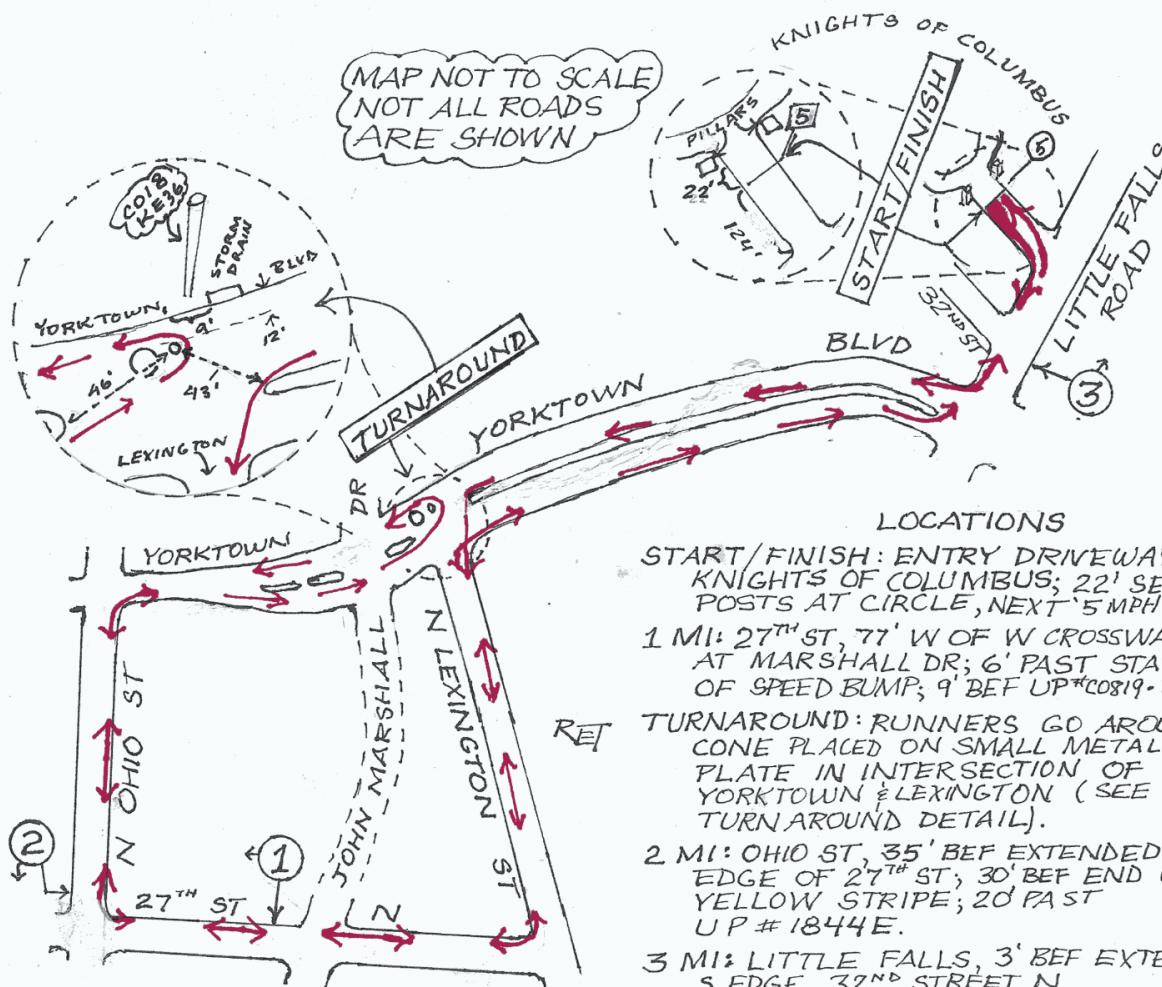 KNIGHTS OF COLUMBUS
MAP NOT TO SCALE
NOT ALL ROADS
ARE SHOWN
PILLARS
5
22'
124'
START/FINISH
5
LITTLE FALLS
ROAD
32ND ST
3
C018
KE36
STORM
DRAIN
BLVD
YORKTOWN
9'
12'
46'
43'
LEXINGTON
TURNAROUND
YORKTOWN
BLVD
DR
YORKTOWN
N OHIO ST
JOHN MARSHALL
N LEXINGTON ST
N
2
1
27TH ST
RET
LOCATIONS
START/FINISH: ENTRY DRIVEWA
KNIGHTS OF COLUMBUS; 22' SE
POSTS AT CIRCLE, NEXT '5 MPH
1 MI: 27TH ST, 77' W OF W CROSSWA
AT MARSHALL DR; 6' PAST STA
OF SPEED BUMP; 9' BEF UP #C0819.
TURNAROUND: RUNNERS GO AROU
CONE PLACED ON SMALL METAL
PLATE IN INTERSECTION OF
YORKTOWN & LEXINGTON (SEE
TURNAROUND DETAIL).
2 MI: OHIO ST, 35' BEF EXTENDED
EDGE OF 27TH ST; 30' BEF END
YELLOW STRIPE; 20' PAST
UP # 1844E.
3 MI: LITTLE FALLS, 3' BEF EXTE
S EDGE 32ND STREET N